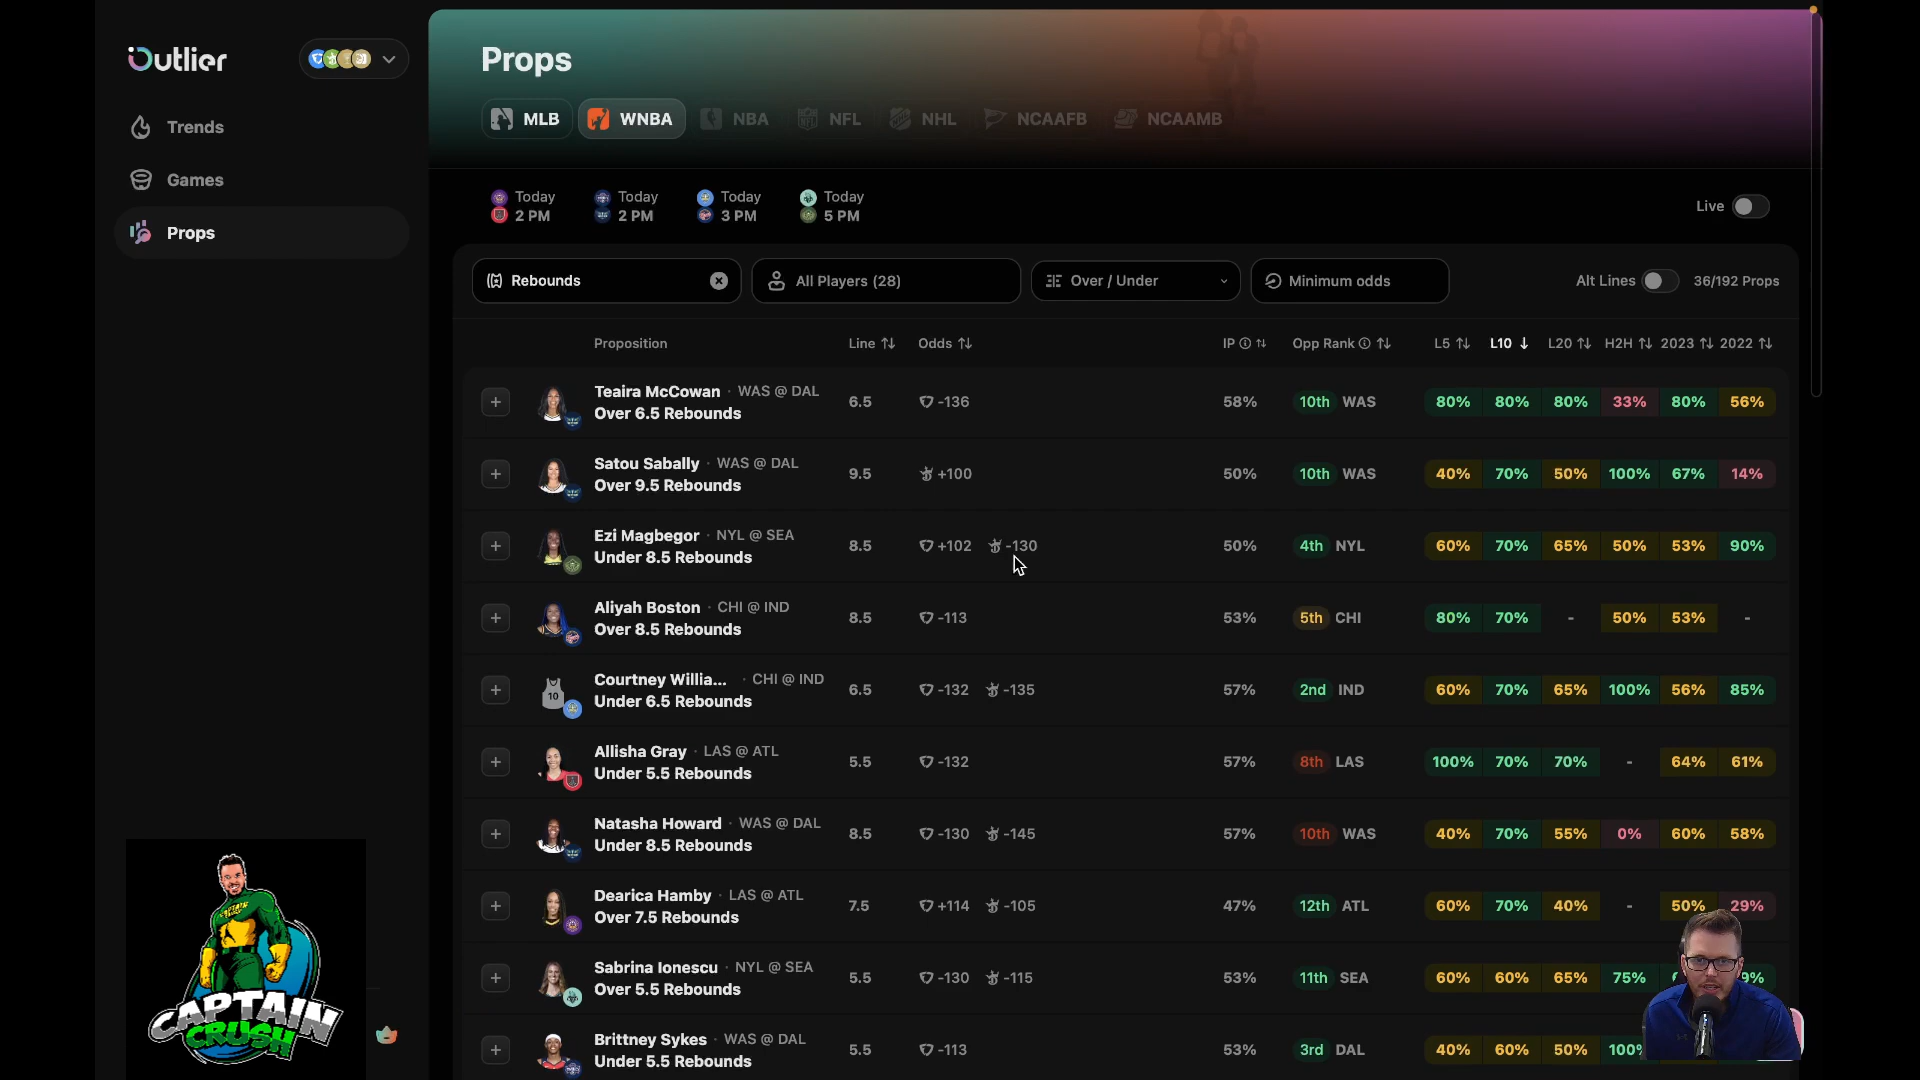 Outlier
Trends
Games
Props
Props
MLB
WNBA
NBA
NFL
NHL
NCAAFB
NCAAMB
Today
2 PM
Today
2 PM
Today
3 PM
Today
5 PM
Live
Rebounds
All Players (28)
Over / Under
Minimum odds
Alt Lines
36/192 Props
Proposition Line Odds IP Opp Rank L5 L10 L20 H2H 2023 2022
Teaira McCowan · WAS @ DAL
Over 6.5 Rebounds
6.5 -136 58% 10th WAS 80% 80% 80% 33% 80% 56%
Satou Sabally · WAS @ DAL
Over 9.5 Rebounds
9.5 +100 50% 10th WAS 40% 70% 50% 100% 67% 14%
Ezi Magbegor · NYL @ SEA
Under 8.5 Rebounds
8.5 +102 -130 50% 4th NYL 60% 70% 65% 50% 53% 90%
Aliyah Boston · CHI @ IND
Over 8.5 Rebounds
8.5 -113 53% 5th CHI 80% 70% - 50% 53% -
Courtney Willia... · CHI @ IND
Under 6.5 Rebounds
10
6.5 -132 -135 57% 2nd IND 60% 70% 65% 100% 56% 85%
Allisha Gray · LAS @ ATL
Under 5.5 Rebounds
5.5 -132 57% 8th LAS 100% 70% 70% - 64% 61%
Natasha Howard · WAS @ DAL
Under 8.5 Rebounds
8.5 -130 -145 57% 10th WAS 40% 70% 55% 0% 60% 58%
Dearica Hamby · LAS @ ATL
Over 7.5 Rebounds
7.5 +114 -105 47% 12th ATL 60% 70% 40% - 50% 29%
Sabrina Ionescu · NYL @ SEA
Over 5.5 Rebounds
5.5 -130 -115 53% 11th SEA 60% 60% 65% 75%
Brittney Sykes · WAS @ DAL
Under 5.5 Rebounds
5.5 -113 53% 3rd DAL 40% 60% 50%
CAPTAIN
CRUSH